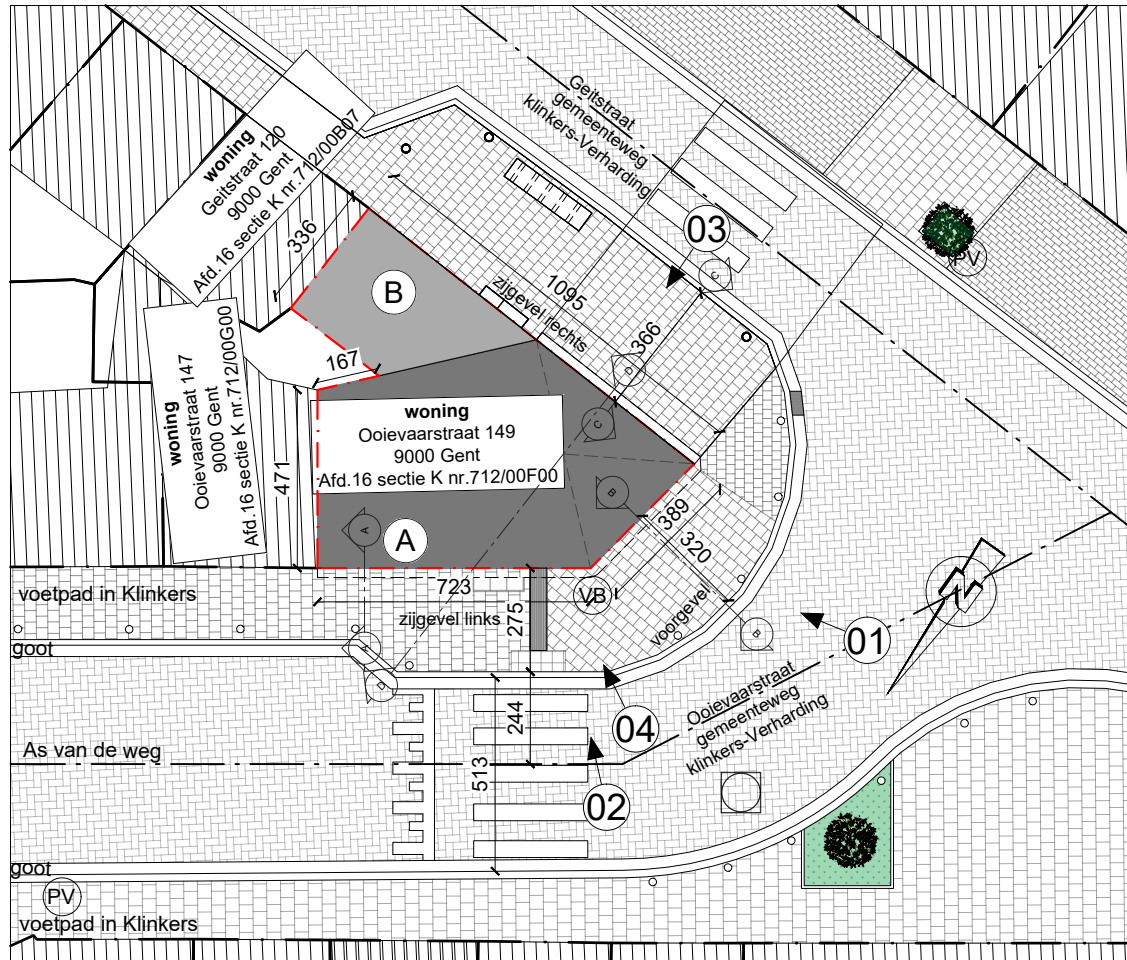 Geitstraat
gemeenteweg
klinkers-Verharding
woning
Geitstraat 120
9000 Gent
Afd.16 sectie K nr.712/00B07
336
03
PV
C
B
zijgevel rechts
1095
366
D
167
woning
Ooievaarstraat 147
9000 Gent
Afd.16 sectie K nr.712/00G00
woning
Ooievaarstraat 149
9000 Gent
Afd.16 sectie K nr.712/00F00
C
471
B
389
320
A
A
voetpad in Klinkers
723
VB
zijgevel links
275
voorgevel
B
01
goot
D
Ooievaarstraat
gemeenteweg
klinkers-Verharding
04
244
As van de weg
513
02
goot
PV
voetpad in Klinkers